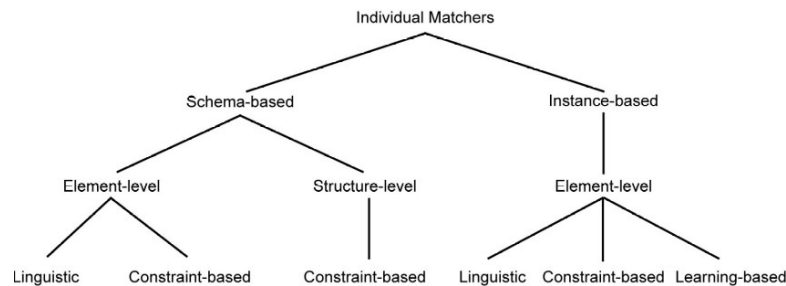 Individual Matchers
Schema-based Instance-based
Element-level Structure-level Element-level
Linguistic Constraint-based Constraint-based Linguistic Constraint-based Learning-based